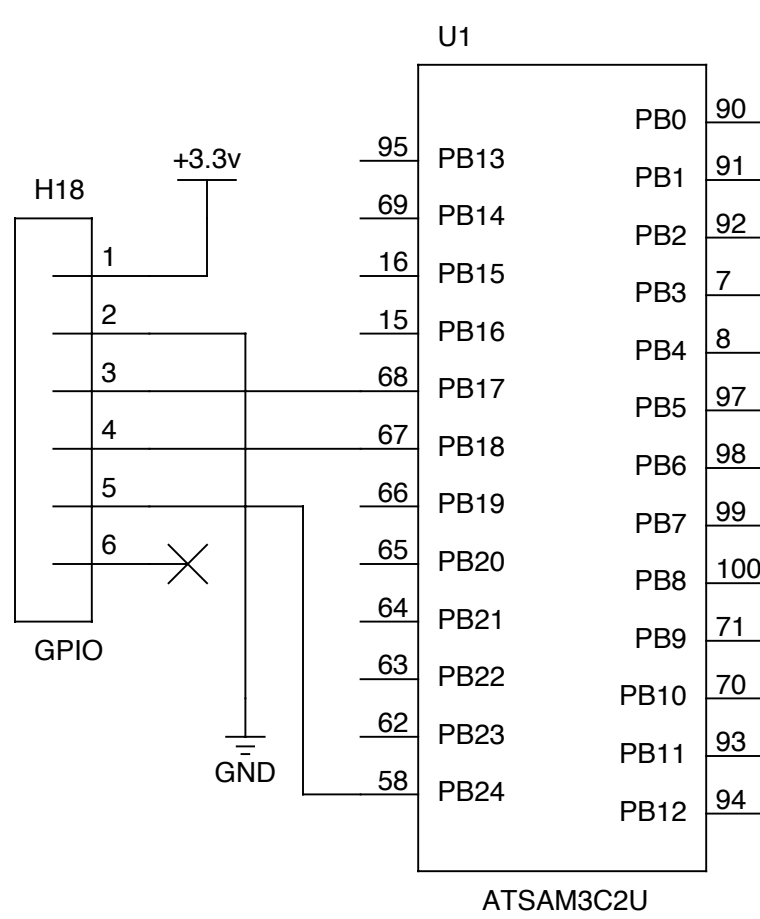 U1
PB0 90
95 PB13
+3.3v
PB1 91
H18
69 PB14
PB2 92
1
16 PB15
PB3 7
2
15 PB16
PB4 8
3
68 PB17
PB5 97
4
67 PB18
PB6 98
5
66 PB19
PB7 99
6
65 PB20
PB8 100
64 PB21
PB9 71
GPIO
63 PB22
PB10 70
62 PB23
PB11 93
GND
58 PB24
PB12 94
ATSAM3C2U